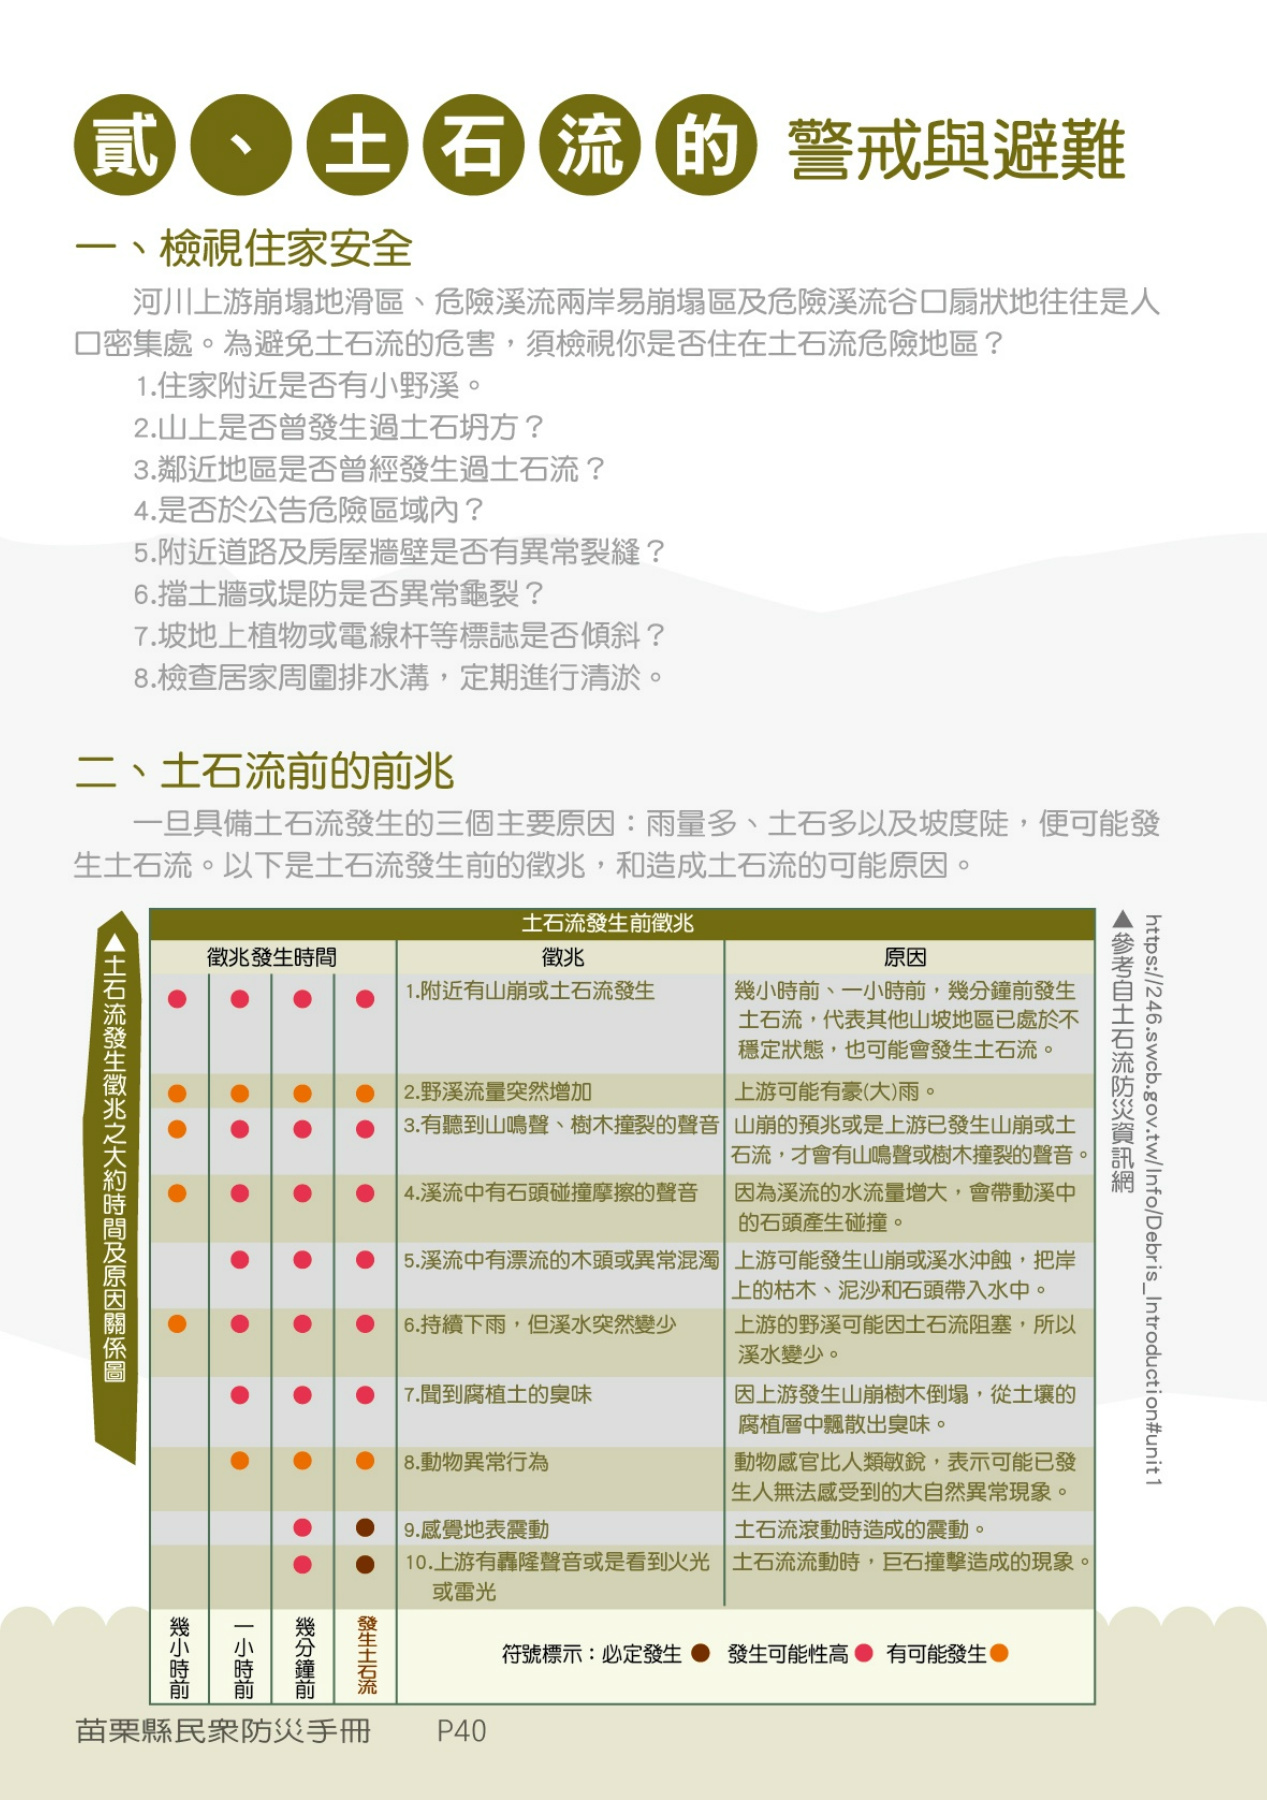 貳、土石流的 警戒與避難
一、檢視住家安全
河川上游崩塌地滑區、危險溪流兩岸易崩塌區及危險溪流谷口扇狀地往往是人
口密集處。為避免土石流的危害，須檢視你是否住在土石流危險地區？
1.住家附近是否有小野溪。
2.山上是否曾發生過土石坍方？
3.鄰近地區是否曾經發生過土石流？
4.是否於公告危險區域內？
5.附近道路及房屋牆壁是否有異常裂縫？
6.擋土牆或堤防是否異常龜裂？
7.坡地上植物或電線杆等標誌是否傾斜？
8.檢查居家周圍排水溝，定期進行清淤。
二、土石流前的前兆
一旦具備土石流發生的三個主要原因：雨量多、土石多以及坡度陡，便可能發
生土石流。以下是土石流發生前的徵兆，和造成土石流的可能原因。
▲土石流發生徵兆之大約時間及原因關係圖
土石流發生前徵兆
徵兆發生時間 徵兆 原因
1.附近有山崩或土石流發生 幾小時前、一小時前，幾分鐘前發生
土石流，代表其他山坡地區已處於不
穩定狀態，也可能會發生土石流。
2.野溪流量突然增加 上游可能有豪(大)雨。
3.有聽到山鳴聲、樹木撞裂的聲音 山崩的預兆或是上游已發生山崩或土
石流，才會有山鳴聲或樹木撞裂的聲音。
4.溪流中有石頭碰撞摩擦的聲音 因為溪流的水流量增大，會帶動溪中
的石頭產生碰撞。
5.溪流中有漂流的木頭或異常混濁 上游可能發生山崩或溪水沖蝕，把岸
上的枯木、泥沙和石頭帶入水中。
6.持續下雨，但溪水突然變少 上游的野溪可能因土石流阻塞，所以
溪水變少。
7.聞到腐植土的臭味 因上游發生山崩樹木倒塌，從土壤的
腐植層中飄散出臭味。
8.動物異常行為 動物感官比人類敏銳，表示可能已發
生人無法感受到的大自然異常現象。
9.感覺地表震動 土石流滾動時造成的震動。
10.上游有轟隆聲音或是看到火光 土石流流動時，巨石撞擊造成的現象。
或雷光
幾小時前
一小時前
幾分鐘前
發生土石流
符號標示：必定發生● 發生可能性高● 有可能發生●
▲參考自土石流防災資訊網
https://246.swcb.gov.tw/Info/Debris_Introduction#unit1
苗栗縣民眾防災手冊 P40